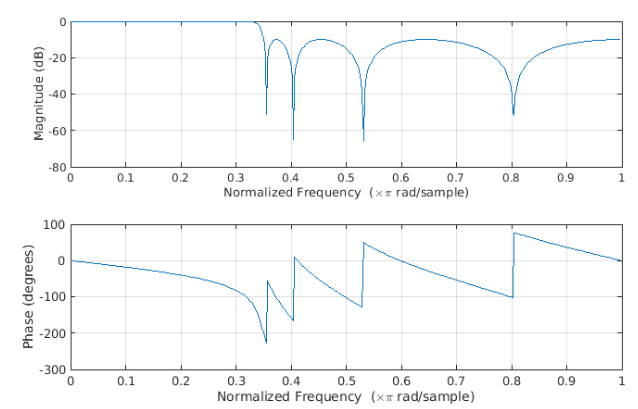 Magnitude (dB)
0
-20
-40
-60
-80
0 0.1 0.2 0.3 0.4 0.5 0.6 0.7 0.8 0.9 1
Normalized Frequency (×π rad/sample)
Phase (degrees)
100
0
-100
-200
-300
0 0.1 0.2 0.3 0.4 0.5 0.6 0.7 0.8 0.9 1
Normalized Frequency (×π rad/sample)